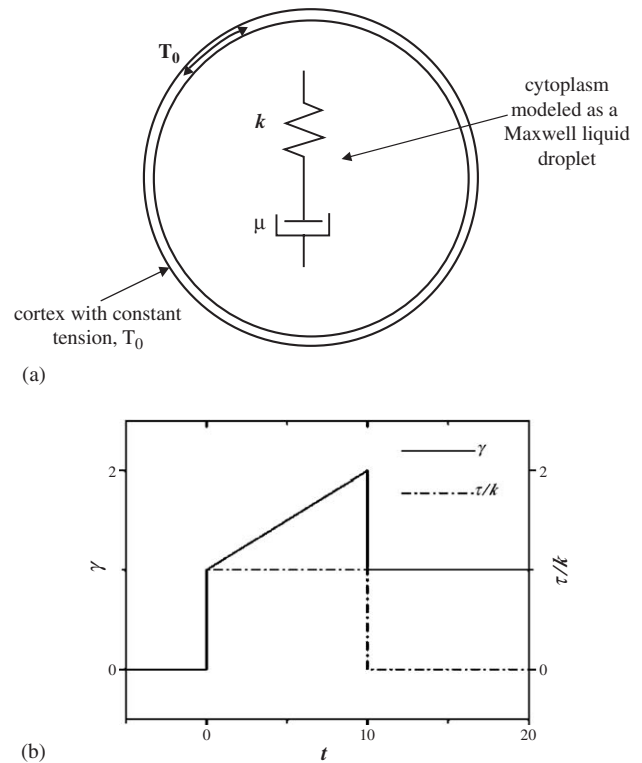 T₀
k
μ
cytoplasm
modeled as a
Maxwell liquid
droplet
cortex with constant
tension, T₀
(a)
γ
τ/k
2
1
0
γ
τ/k
2
0
0
10
20
t
(b)